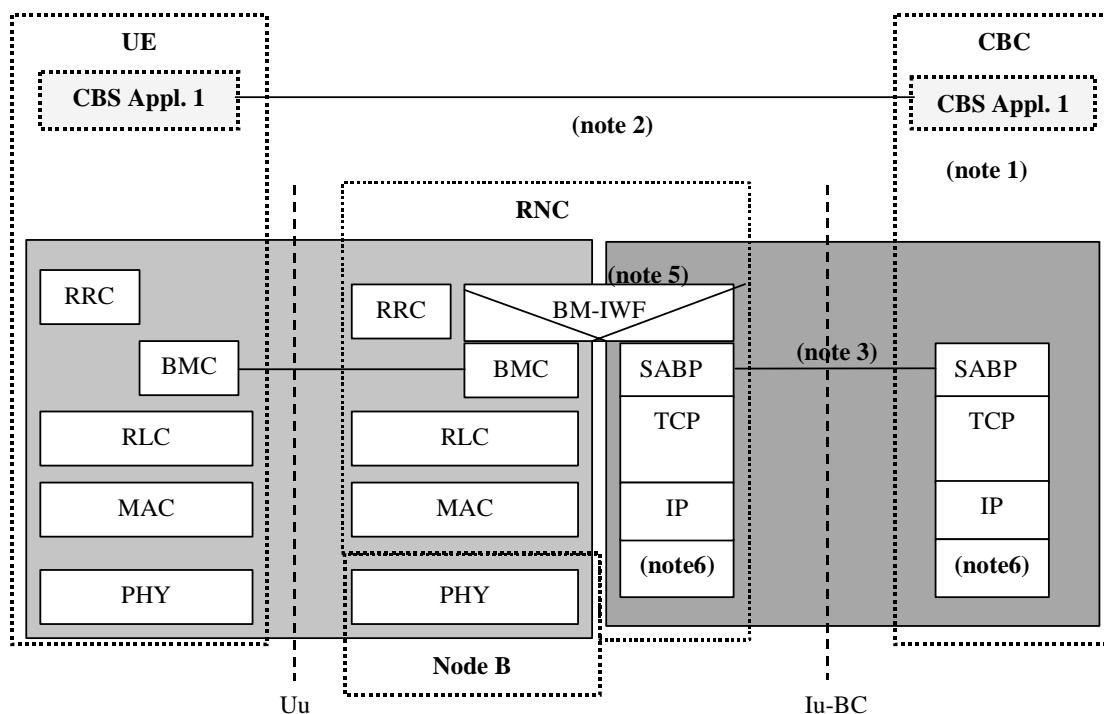 UE
CBC
CBS Appl. 1
CBS Appl. 1
(note 2)
(note 1)
RNC
(note 5)
RRC
RRC
BM-IWF
(note 3)
BMC
BMC
SABP
SABP
TCP
TCP
RLC
RLC
MAC
MAC
IP
IP
(note6)
(note6)
PHY
PHY
Node B
Uu
Iu-BC